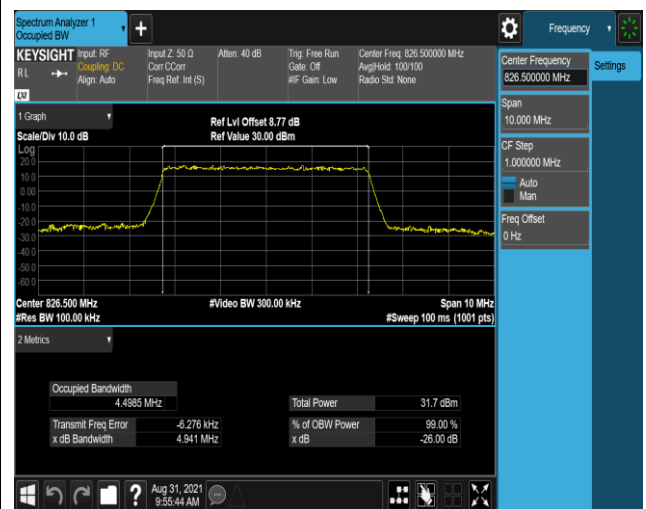 Spectrum Analyzer 1
Occupied BW
+
Frequency
KEYSIGHT
RL
LXI
Input: RF
Coupling: DC
Align: Auto
Input Z: 50 Ω
Corr CCorr
Freq Ref: Int (S)
Atten: 40 dB
Trig: Free Run
Gate: Off
#IF Gain: Low
Center Freq: 826.500000 MHz
Avg|Hold: 100/100
Radio Std: None
Center Frequency
826.500000 MHz
Settings
Span
10.000 MHz
CF Step
1.000000 MHz
Auto
Man
Freq Offset
0 Hz
1 Graph
Scale/Div 10.0 dB
Ref Lvl Offset 8.77 dB
Ref Value 30.00 dBm
Log
20.0
10.0
0.00
-10.0
-20.0
-30.0
-40.0
-50.0
-60.0
Center 826.500 MHz
#Res BW 100.00 kHz
#Video BW 300.00 kHz
Span 10 MHz
#Sweep 100 ms (1001 pts)
2 Metrics
Occupied Bandwidth
4.4985 MHz
Total Power 31.7 dBm
Transmit Freq Error -6.276 kHz
% of OBW Power 99.00 %
x dB Bandwidth 4.941 MHz
x dB -26.00 dB
?
Aug 31, 2021
9:55:44 AM